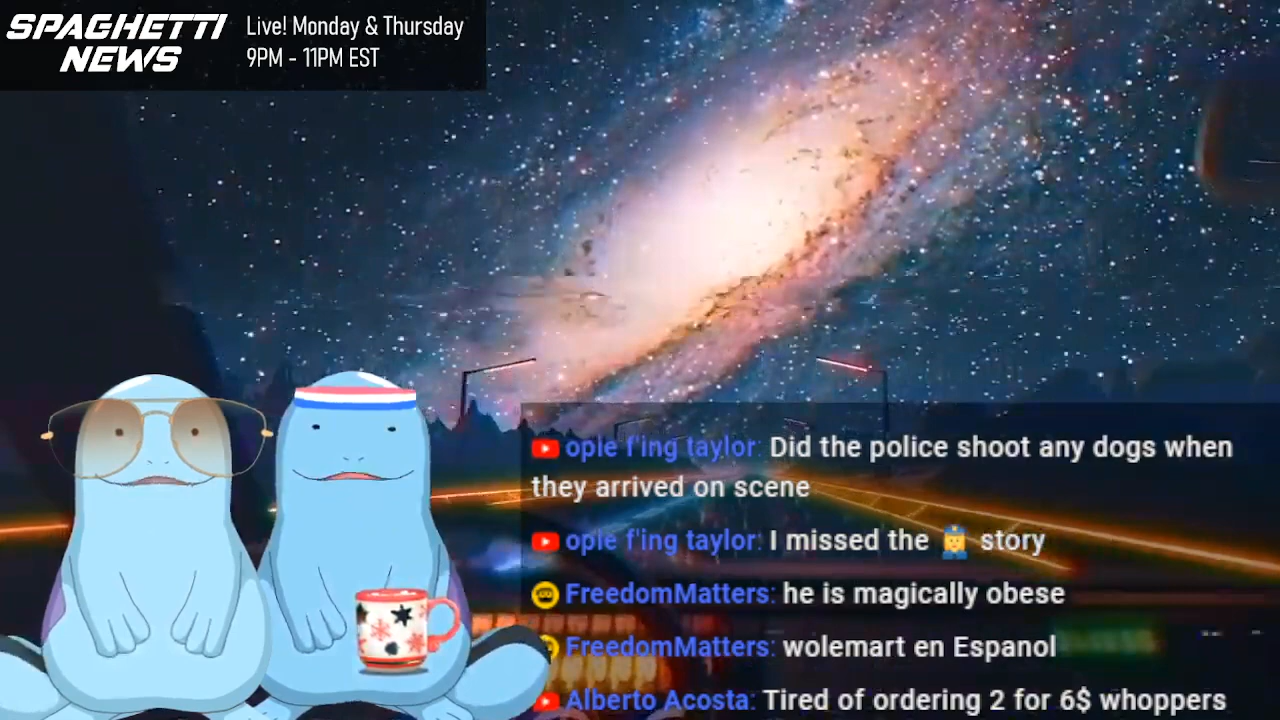 SPAGHETTI
NEWS
Live! Monday & Thursday
9PM - 11PM EST
ople f'ing taylor: Did the police shoot any dogs when
they arrived on scene
ople f'ing taylor: I missed the 👮 story
FreedomMatters: he is magically obese
FreedomMatters: wolemart en Espanol
Alberto Acosta: Tired of ordering 2 for 6$ whoppers